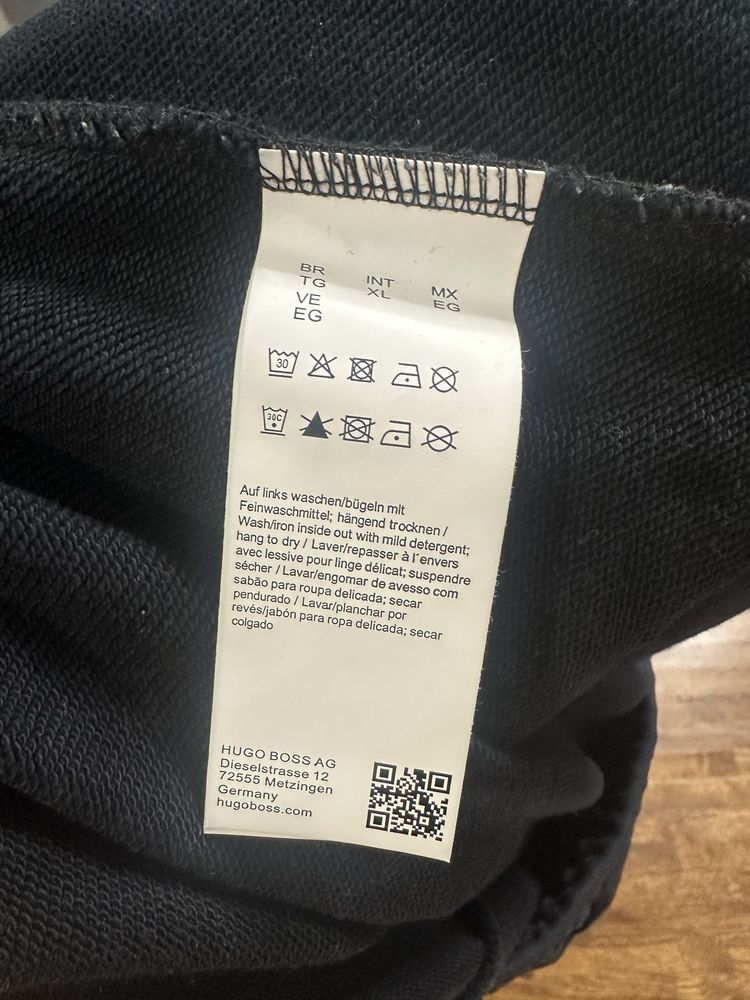 BR INT MX
TG XL EG
VE
EG
30
30C
Auf links waschen/bügeln mit
Feinwaschmittel; hängend trocknen /
Wash/iron inside out with mild detergent;
hang to dry / Laver/repasser à l´envers
avec lessive pour linge délicat; suspendre
sécher / Lavar/engomar de avesso com
sabão para roupa delicada; secar
pendurado / Lavar/planchar por
revés/jabón para ropa delicada; secar
colgado
HUGO BOSS AG
Dieselstrasse 12
72555 Metzingen
Germany
hugoboss.com